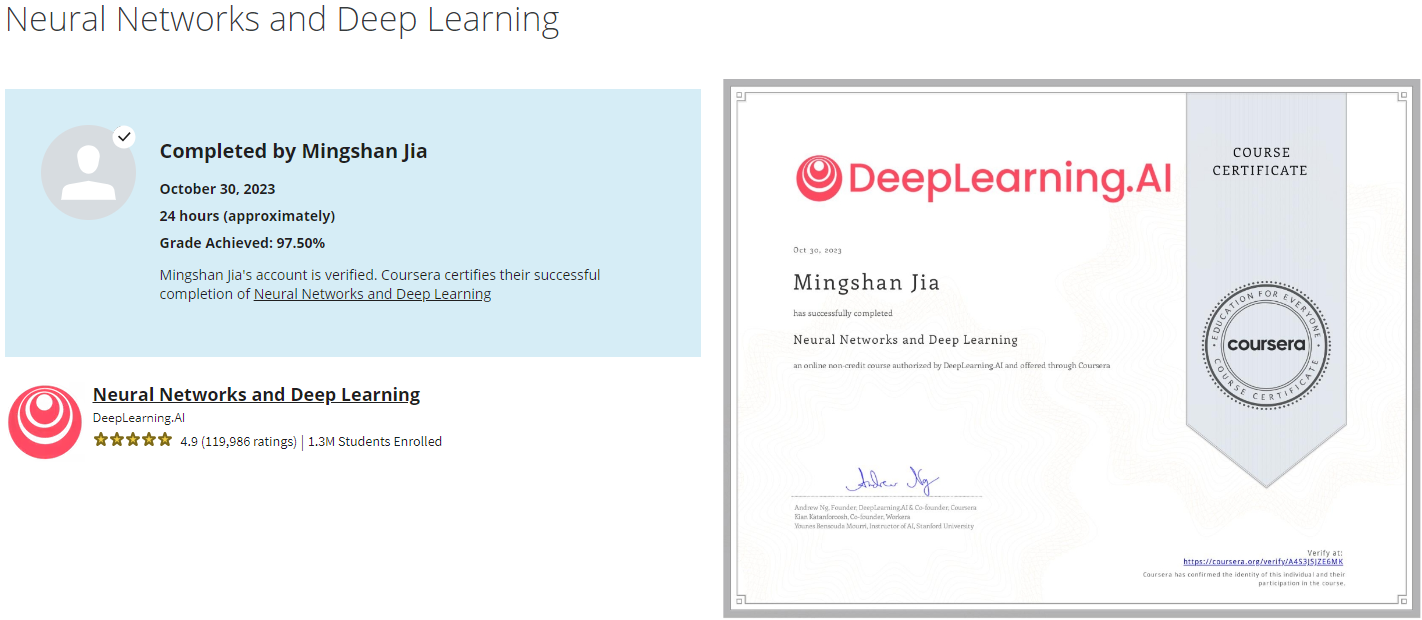 Neural Networks and Deep Learning
Completed by Mingshan Jia
October 30, 2023
24 hours (approximately)
Grade Achieved: 97.50%
Mingshan Jia's account is verified. Coursera certifies their successful
completion of Neural Networks and Deep Learning
Neural Networks and Deep Learning
DeepLearning.AI
4.9 (119,986 ratings) | 1.3M Students Enrolled
DeepLearning.AI
COURSE
CERTIFICATE
Oct 30, 2023
Mingshan Jia
has successfully completed
Neural Networks and Deep Learning
an online non-credit course authorized by DeepLearning.AI and offered through Coursera
EDUCATION FOR EVERYONE
coursera
COURSE CERTIFICATE
Andrew Ng
Andrew Ng, Founder, DeepLearning.AI & Co-founder, Coursera
Kian Katanforoosh, Co-founder, Workera
Younes Bensouda Mourri, Instructor of AI, Stanford University
Verify at:
https://coursera.org/verify/A4S3JSJZE6MK
Coursera has confirmed the identity of this individual and their
participation in the course.